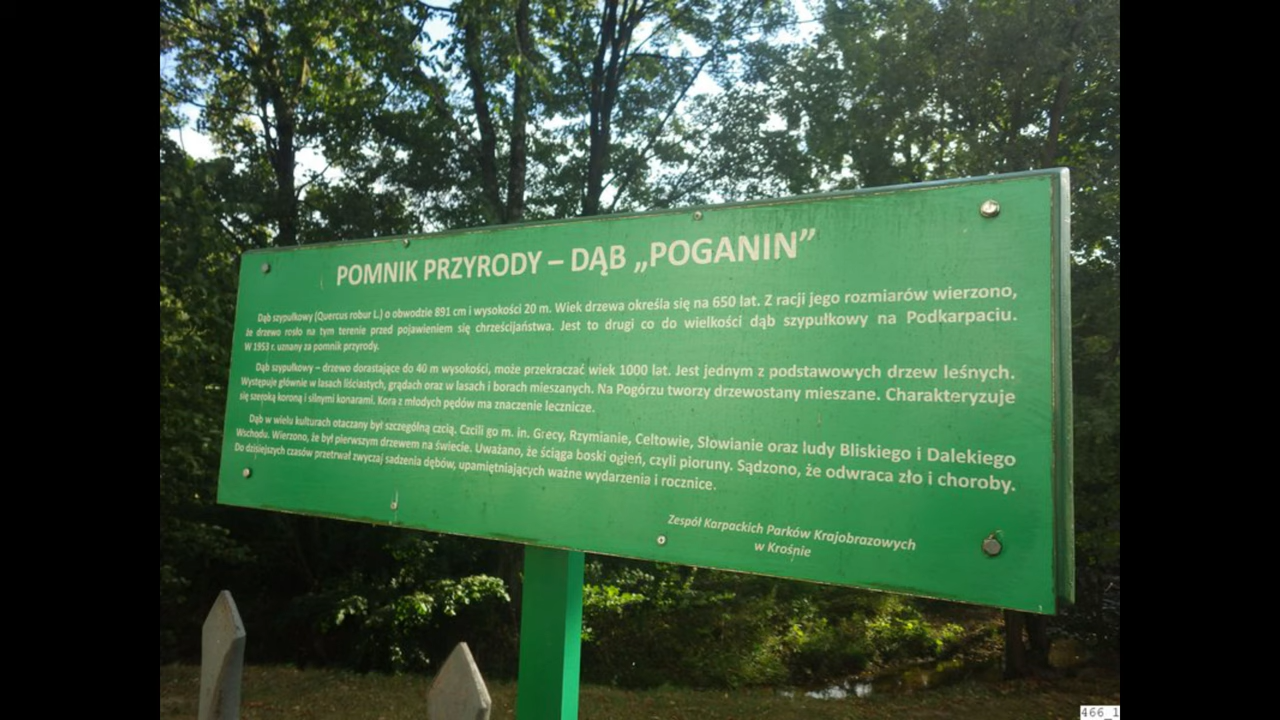 POMNIK PRZYRODY – DĄB „POGANIN”
Dąb szypułkowy (Quercus robur L.) o obwodzie 891 cm i wysokości 20 m. Wiek drzewa określa się na 650 lat. Z racji jego rozmiarów wierzono,
że drzewo rosło na tym terenie przed pojawieniem się chrześcijaństwa. Jest to drugi co do wielkości dąb szypułkowy na Podkarpaciu.
W 1953 r. uznany za pomnik przyrody.
Dąb szypułkowy – drzewo dorastające do 40 m wysokości, może przekraczać wiek 1000 lat. Jest jednym z podstawowych drzew leśnych.
Występuje głównie w lasach liściastych, grądach oraz w lasach i borach mieszanych. Na Pogórzu tworzy drzewostany mieszane. Charakteryzuje
się szeroką koroną i silnymi konarami. Kora z młodych pędów ma znaczenie lecznicze.
Dąb w wielu kulturach otaczany był szczególną czcią. Czcili go m. in. Grecy, Rzymianie, Celtowie, Słowianie oraz ludy Bliskiego i Dalekiego
Wschodu. Wierzono, że był pierwszym drzewem na świecie. Uważano, że ściąga boski ogień, czyli pioruny. Sądzono, że odwraca zło i choroby.
Do dzisiejszych czasów przetrwał zwyczaj sadzenia dębów, upamiętniających ważne wydarzenia i rocznice.
Zespół Karpackich Parków Krajobrazowych
w Krośnie
466_1